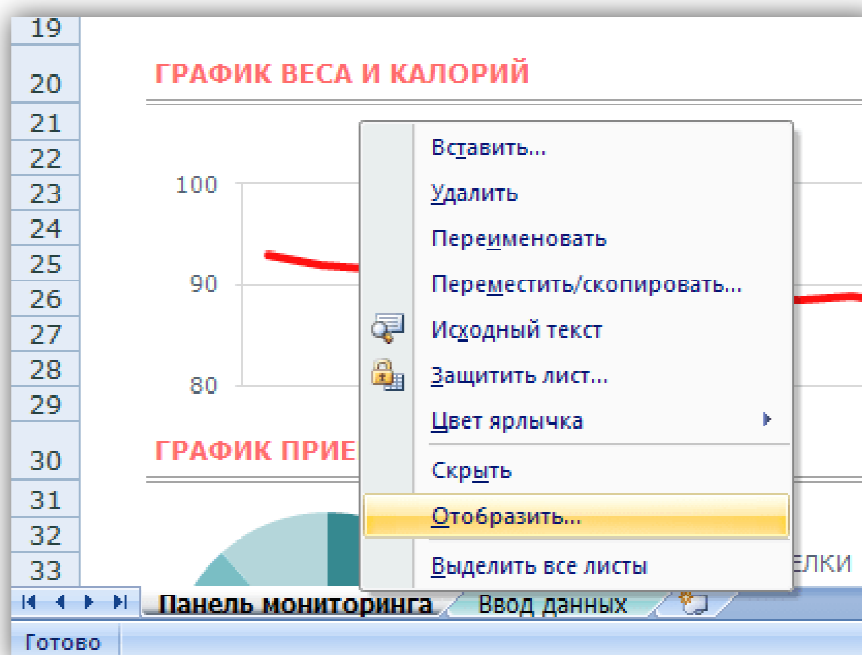 19
20
ГРАФИК ВЕСА И КАЛОРИЙ
21
22
23
24
25
26
27
28
29
30
31
32
33
100
90
80
Вставить...
Удалить
Переименовать
Переместить/скопировать...
Исходный текст
Защитить лист...
Цвет ярлычка
Скрыть
Отобразить...
Выделить все листы
ГРАФИК ПРИЕ
ЕЛКИ
Панель мониторинга Ввод данных
Готово